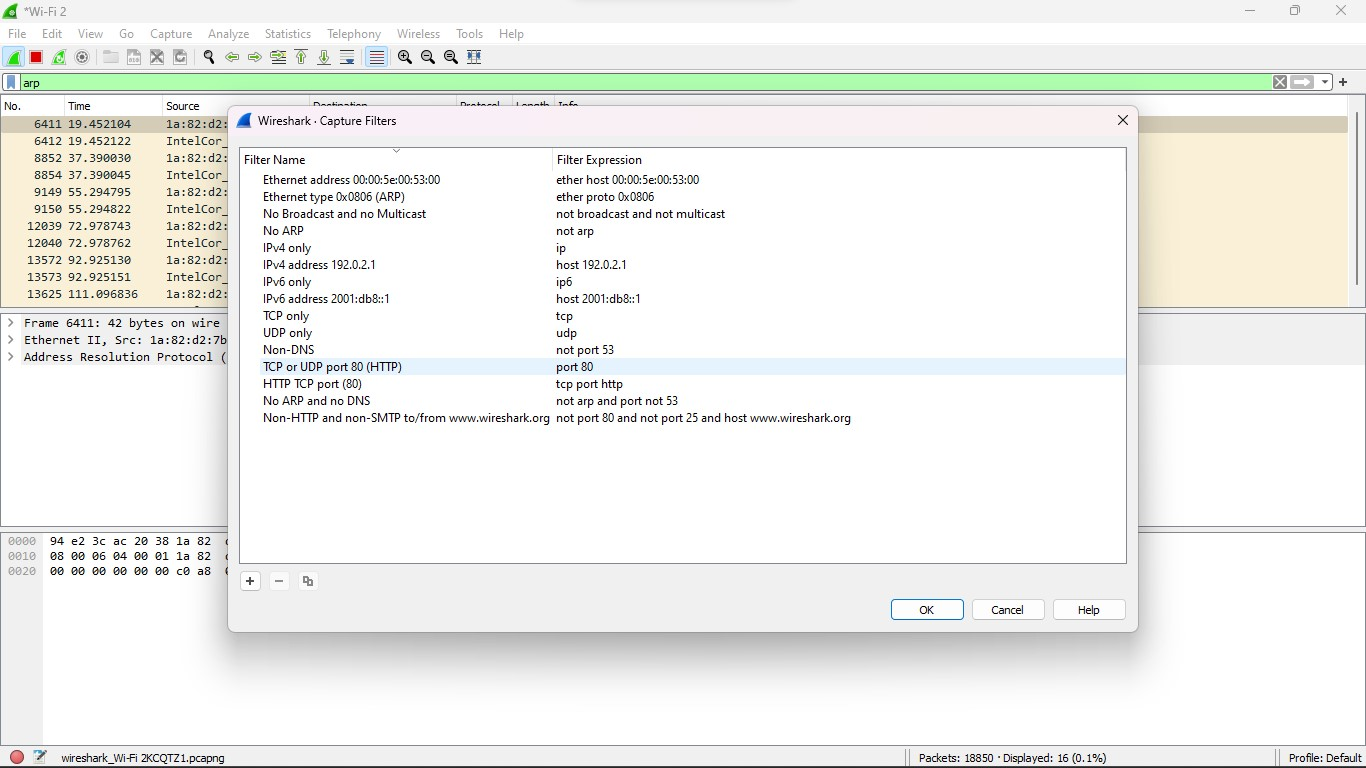 *Wi-Fi 2
File Edit View Go Capture Analyze Statistics Telephony Wireless Tools Help
arp
No. Time Source Destination Protocol Length Info
6411 19.452104 1a:82:d2:
6412 19.452122 IntelCor_
8852 37.390030 1a:82:d2:
8854 37.390045 IntelCor_
9149 55.294795 1a:82:d2:
9150 55.294822 IntelCor_
12039 72.978743 1a:82:d2:
12040 72.978762 IntelCor_
13572 92.925130 1a:82:d2:
13573 92.925151 IntelCor_
13625 111.096836 1a:82:d2:
Frame 6411: 42 bytes on wire
Ethernet II, Src: 1a:82:d2:7b
Address Resolution Protocol (
0000 94 e2 3c ac 20 38 1a 82
0010 08 00 06 04 00 01 1a 82
0020 00 00 00 00 00 00 c0 a8
Wireshark · Capture Filters
Filter Name Filter Expression
Ethernet address 00:00:5e:00:53:00 ether host 00:00:5e:00:53:00
Ethernet type 0x0806 (ARP) ether proto 0x0806
No Broadcast and no Multicast not broadcast and not multicast
No ARP not arp
IPv4 only ip
IPv4 address 192.0.2.1 host 192.0.2.1
IPv6 only ip6
IPv6 address 2001:db8::1 host 2001:db8::1
TCP only tcp
UDP only udp
Non-DNS not port 53
TCP or UDP port 80 (HTTP) port 80
HTTP TCP port (80) tcp port http
No ARP and no DNS not arp and port not 53
Non-HTTP and non-SMTP to/from www.wireshark.org not port 80 and not port 25 and host www.wireshark.org
OK Cancel Help
wireshark_Wi-Fi 2KCQTZ1.pcapng Packets: 18850 · Displayed: 16 (0.1%) Profile: Default